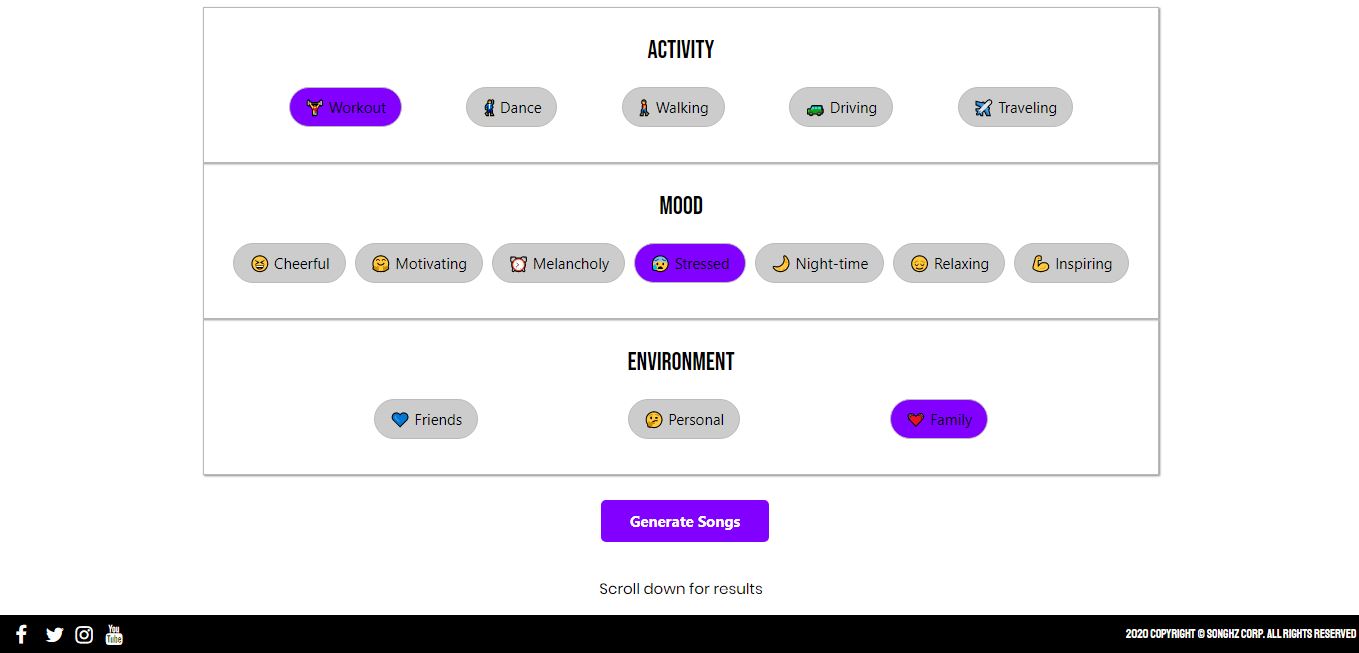 ACTIVITY
Workout Dance Walking Driving Traveling
MOOD
Cheerful Motivating Melancholy Stressed Night-time Relaxing Inspiring
ENVIRONMENT
Friends Personal Family
Generate Songs
Scroll down for results
You
Tube
2020 COPYRIGHT © SONGHZ CORP. ALL RIGHTS RESERVED